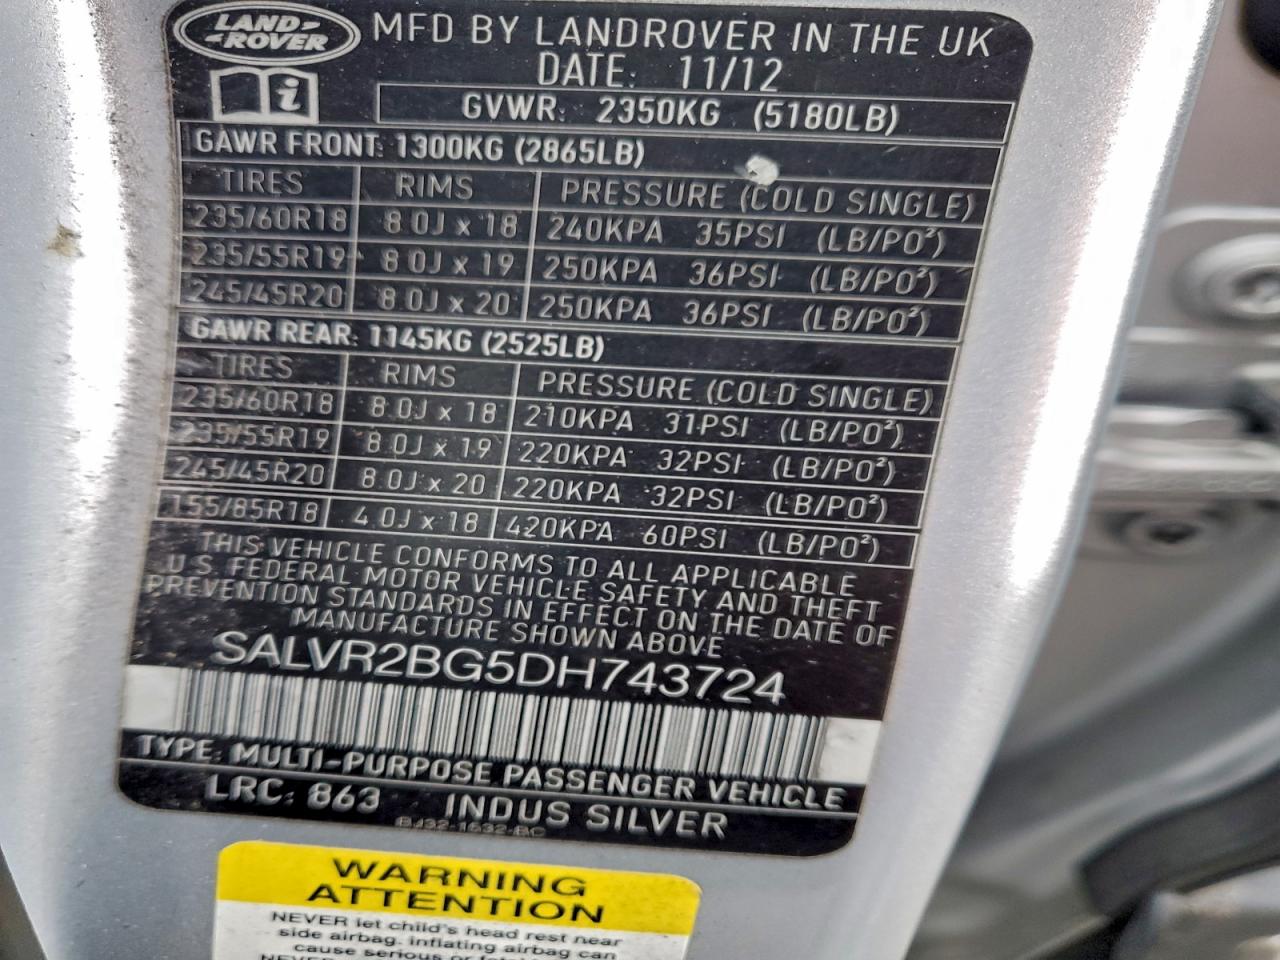 LAND-
-ROVER
MFD BY LANDROVER IN THE UK
DATE: 11/12
i
GVWR: 2350KG (5180LB)
GAWR FRONT: 1300KG (2865LB)
TIRES RIMS PRESSURE (COLD SINGLE)
235/60R18 8.0J x 18 240KPA 35PSI (LB/PO²)
235/55R19 8.0J x 19 250KPA 36PSI (LB/PO²)
245/45R20 8.0J x 20 250KPA 36PSI (LB/PO²)
GAWR REAR: 1145KG (2525LB)
TIRES RIMS PRESSURE (COLD SINGLE)
235/60R18 8.0J x 18 210KPA 31PSI (LB/PO²)
235/55R19 8.0J x 19 220KPA 32PSI (LB/PO²)
245/45R20 8.0J x 20 220KPA 32PSI (LB/PO²)
155/85R18 4.0J x 18 420KPA 60PSI (LB/PO²)
THIS VEHICLE CONFORMS TO ALL APPLICABLE
U.S. FEDERAL MOTOR VEHICLE SAFETY AND THEFT
PREVENTION STANDARDS IN EFFECT ON THE DATE OF
MANUFACTURE SHOWN ABOVE
SALVR2BG5DH743724
TYPE: MULTI-PURPOSE PASSENGER VEHICLE
LRC: 863 INDUS SILVER
BJ32-1532-BC
WARNING
ATTENTION
NEVER let child's head rest near
side airbag. inflating airbag can
cause serious or